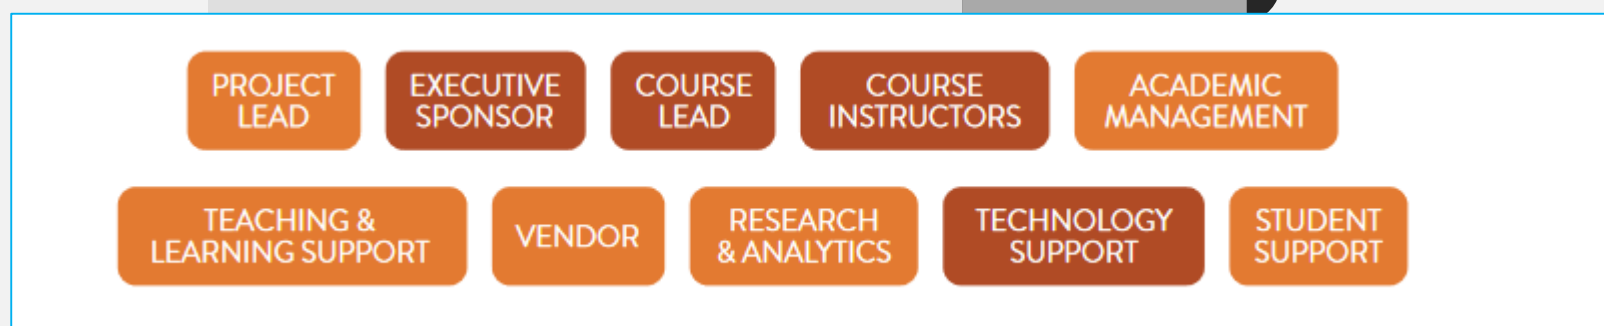 PROJECT
LEAD
EXECUTIVE
SPONSOR
COURSE
LEAD
COURSE
INSTRUCTORS
ACADEMIC
MANAGEMENT
TEACHING &
LEARNING SUPPORT
VENDOR
RESEARCH
& ANALYTICS
TECHNOLOGY
SUPPORT
STUDENT
SUPPORT